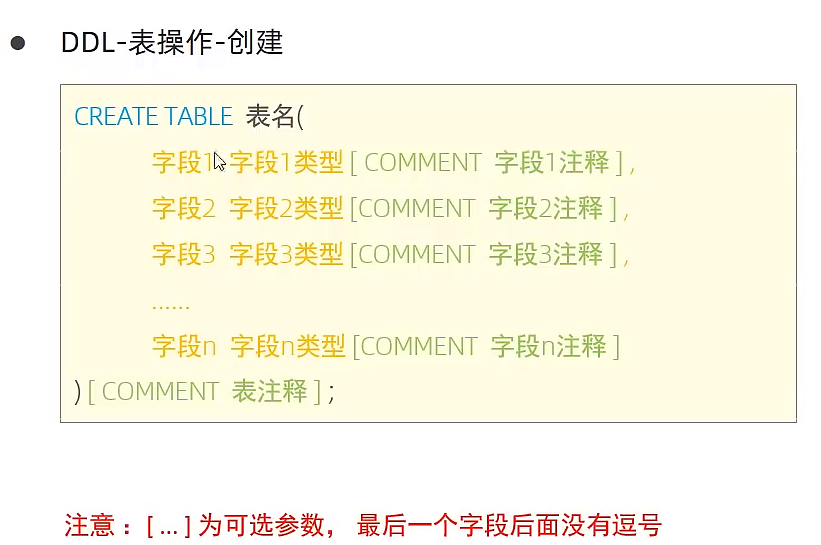 DDL-表操作-创建
CREATE TABLE 表名(
字段1 字段1类型 [ COMMENT 字段1注释 ] ,
字段2 字段2类型 [COMMENT 字段2注释 ] ,
字段3 字段3类型 [COMMENT 字段3注释 ] ,
......
字段n 字段n类型 [COMMENT 字段n注释 ]
) [ COMMENT 表注释 ] ;
注意：[ ... ] 为可选参数， 最后一个字段后面没有逗号